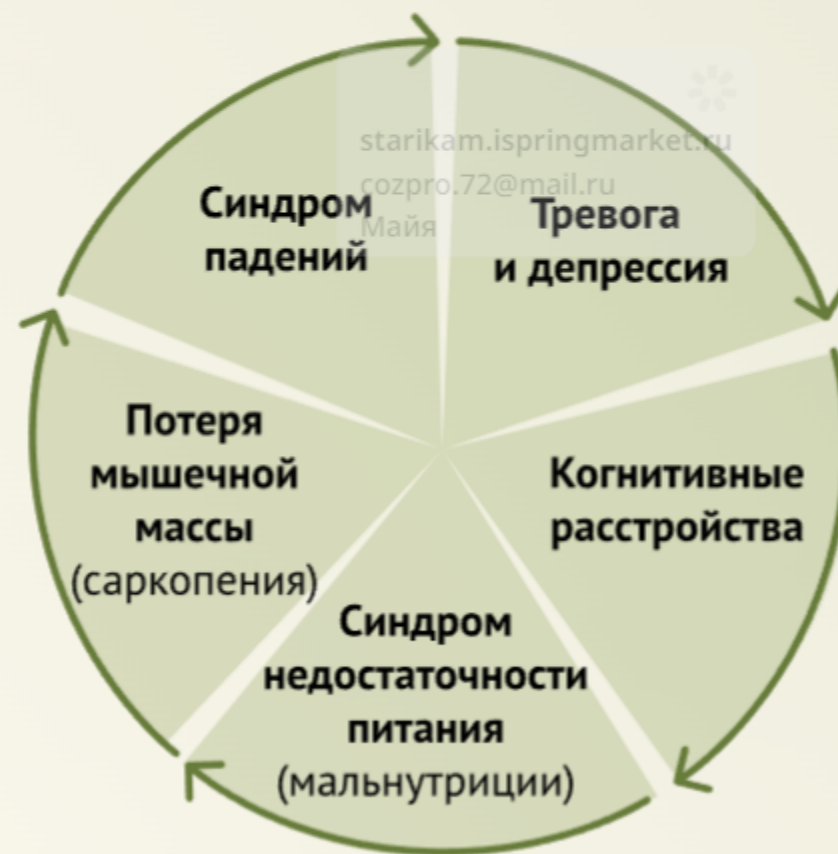 starikam.ispringmarket.ru
cozpro.72@mail.ru
Майя
Синдром
падений
Тревога
и депрессия
Когнитивные
расстройства
Синдром
недостаточности
питания
(мальнутриции)
Потеря
мышечной
массы
(саркопения)